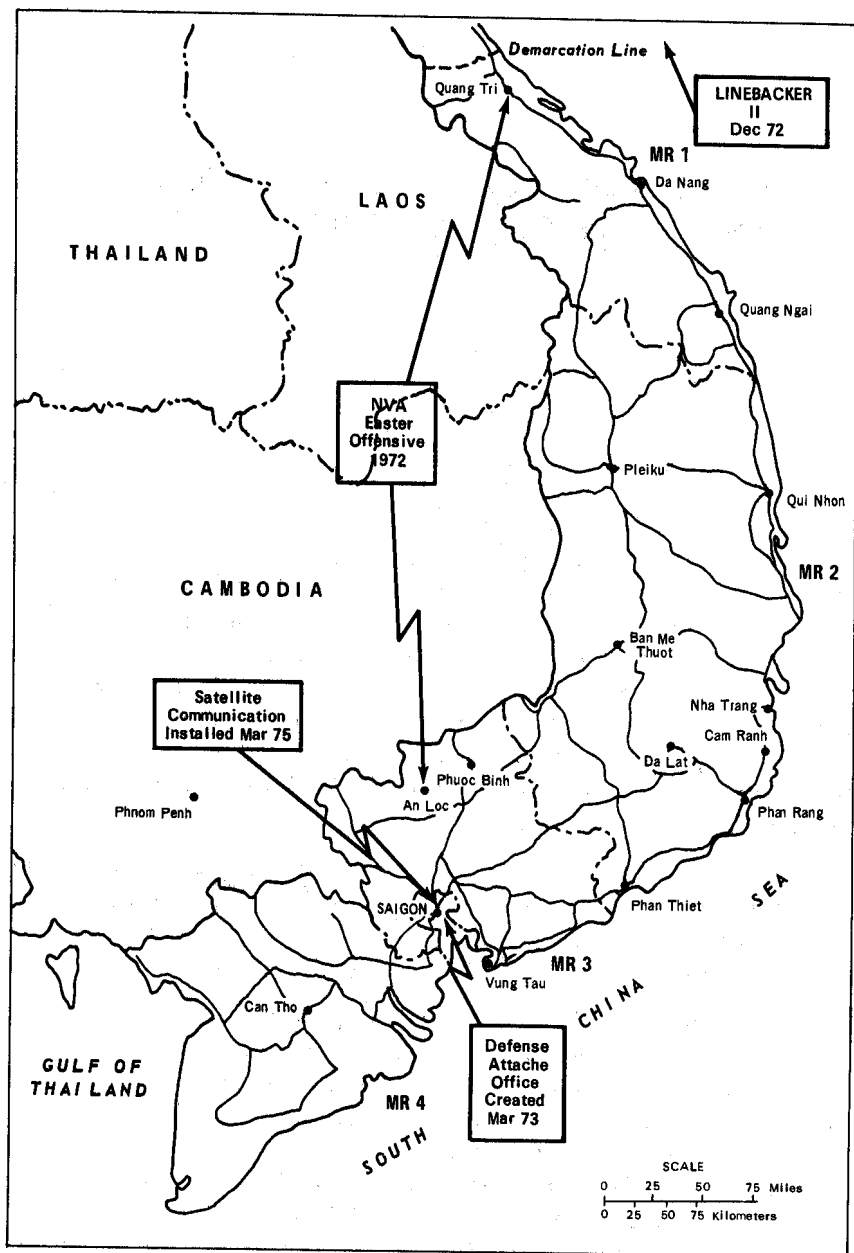 Demarcation Line
Quang Tri
LINEBACKER
II
Dec 72
MR 1
Da Nang
LAOS
THAILAND
Quang Ngai
NVA
Easter
Offensive
1972
Pleiku
Qui Nhon
CAMBODIA
MR 2
Ban Me
Thuot
Satellite
Communication
Installed Mar 75
Nha Trang
Cam Ranh
Da Lat
Phuoc Binh
An Loc
Phnom Penh
Phan Rang
SEA
SAIGON
Phan Thiet
MR 3
Vung Tau
CHINA
Can Tho
GULF OF
THAILAND
Defense
Attache
Office
Created
Mar 73
MR 4
SOUTH
SCALE
0 25 50 75 Miles
0 25 50 75 Kilometers